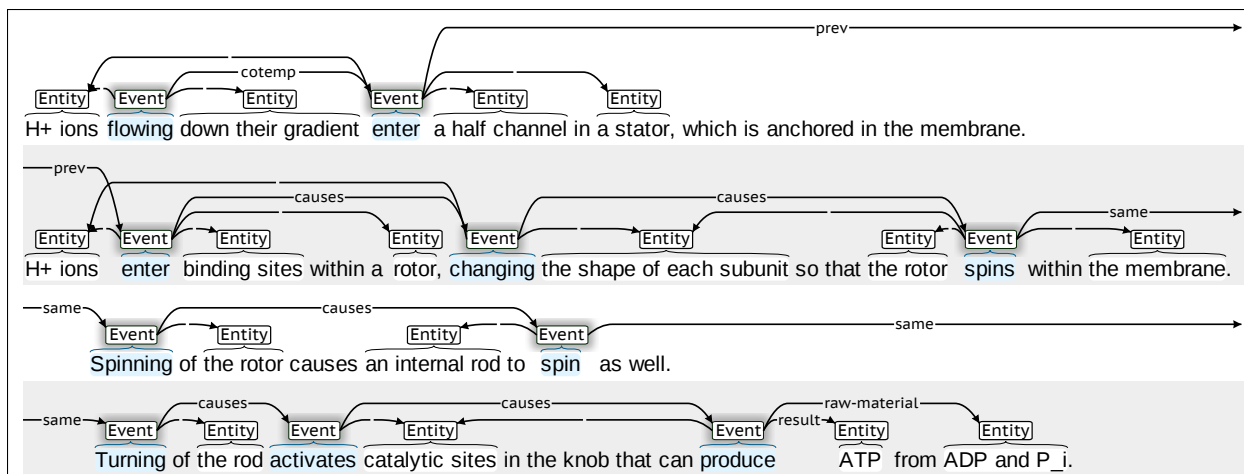 prev
cotemp
Entity Event Entity Event Entity Entity
H+ ions flowing down their gradient enter a half channel in a stator, which is anchored in the membrane.
prev
causes causes same
Entity Event Entity Entity Event Entity Entity Event Entity
H+ ions enter binding sites within a rotor, changing the shape of each subunit so that the rotor spins within the membrane.
same causes same
Event Entity Entity Event
Spinning of the rotor causes an internal rod to spin as well.
causes causes raw-material
same result
Event Entity Event Entity Event Entity Entity
Turning of the rod activates catalytic sites in the knob that can produce ATP from ADP and P_i.